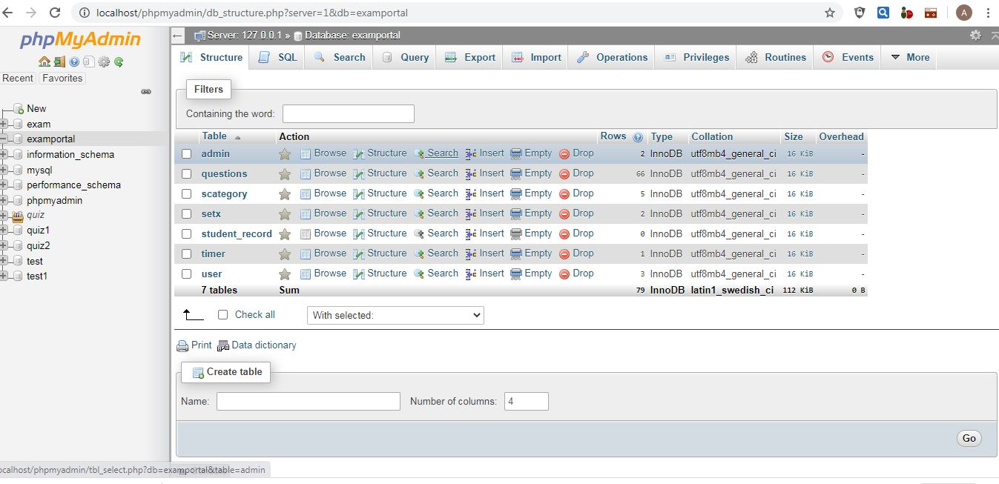 localhost/phpmyadmin/db_structure.php?server=1&db=examportal
A
phpMyAdmin
Recent Favorites
New
exam
examportal
information_schema
mysql
performance_schema
phpmyadmin
quiz
quiz1
quiz2
test
test1
Server: 127.0.0.1 » Database: examportal
Structure SQL Search Query Export Import Operations Privileges Routines Events More
Filters
Containing the word:
Table Action Rows Type Collation Size Overhead
admin Browse Structure Search Insert Empty Drop 2 InnoDB utf8mb4_general_ci 16 KiB -
questions Browse Structure Search Insert Empty Drop 66 InnoDB utf8mb4_general_ci 16 KiB -
scategory Browse Structure Search Insert Empty Drop 5 InnoDB utf8mb4_general_ci 16 KiB -
setx Browse Structure Search Insert Empty Drop 2 InnoDB utf8mb4_general_ci 16 KiB -
student_record Browse Structure Search Insert Empty Drop 0 InnoDB utf8mb4_general_ci 16 KiB -
timer Browse Structure Search Insert Empty Drop 1 InnoDB utf8mb4_general_ci 16 KiB -
user Browse Structure Search Insert Empty Drop 3 InnoDB utf8mb4_general_ci 16 KiB -
7 tables Sum 79 InnoDB latin1_swedish_ci 112 KiB 0 B
Check all With selected:
Print Data dictionary
Create table
Name: Number of columns: 4
Go
ocalhost/phpmyadmin/tbl_select.php?db=examportal&table=admin